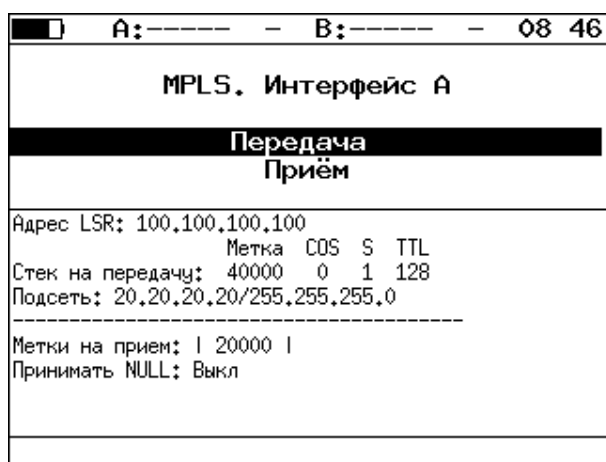 A:----- - B:----- - 08 46
MPLS. Интерфейс A
Передача
Приём
Адрес LSR: 100.100.100.100
Метка COS S TTL
Стек на передачу: 40000 0 1 128
Подсеть: 20.20.20.20/255.255.255.0
----------------------------------------
Метки на прием: | 20000 |
Принимать NULL: Выкл